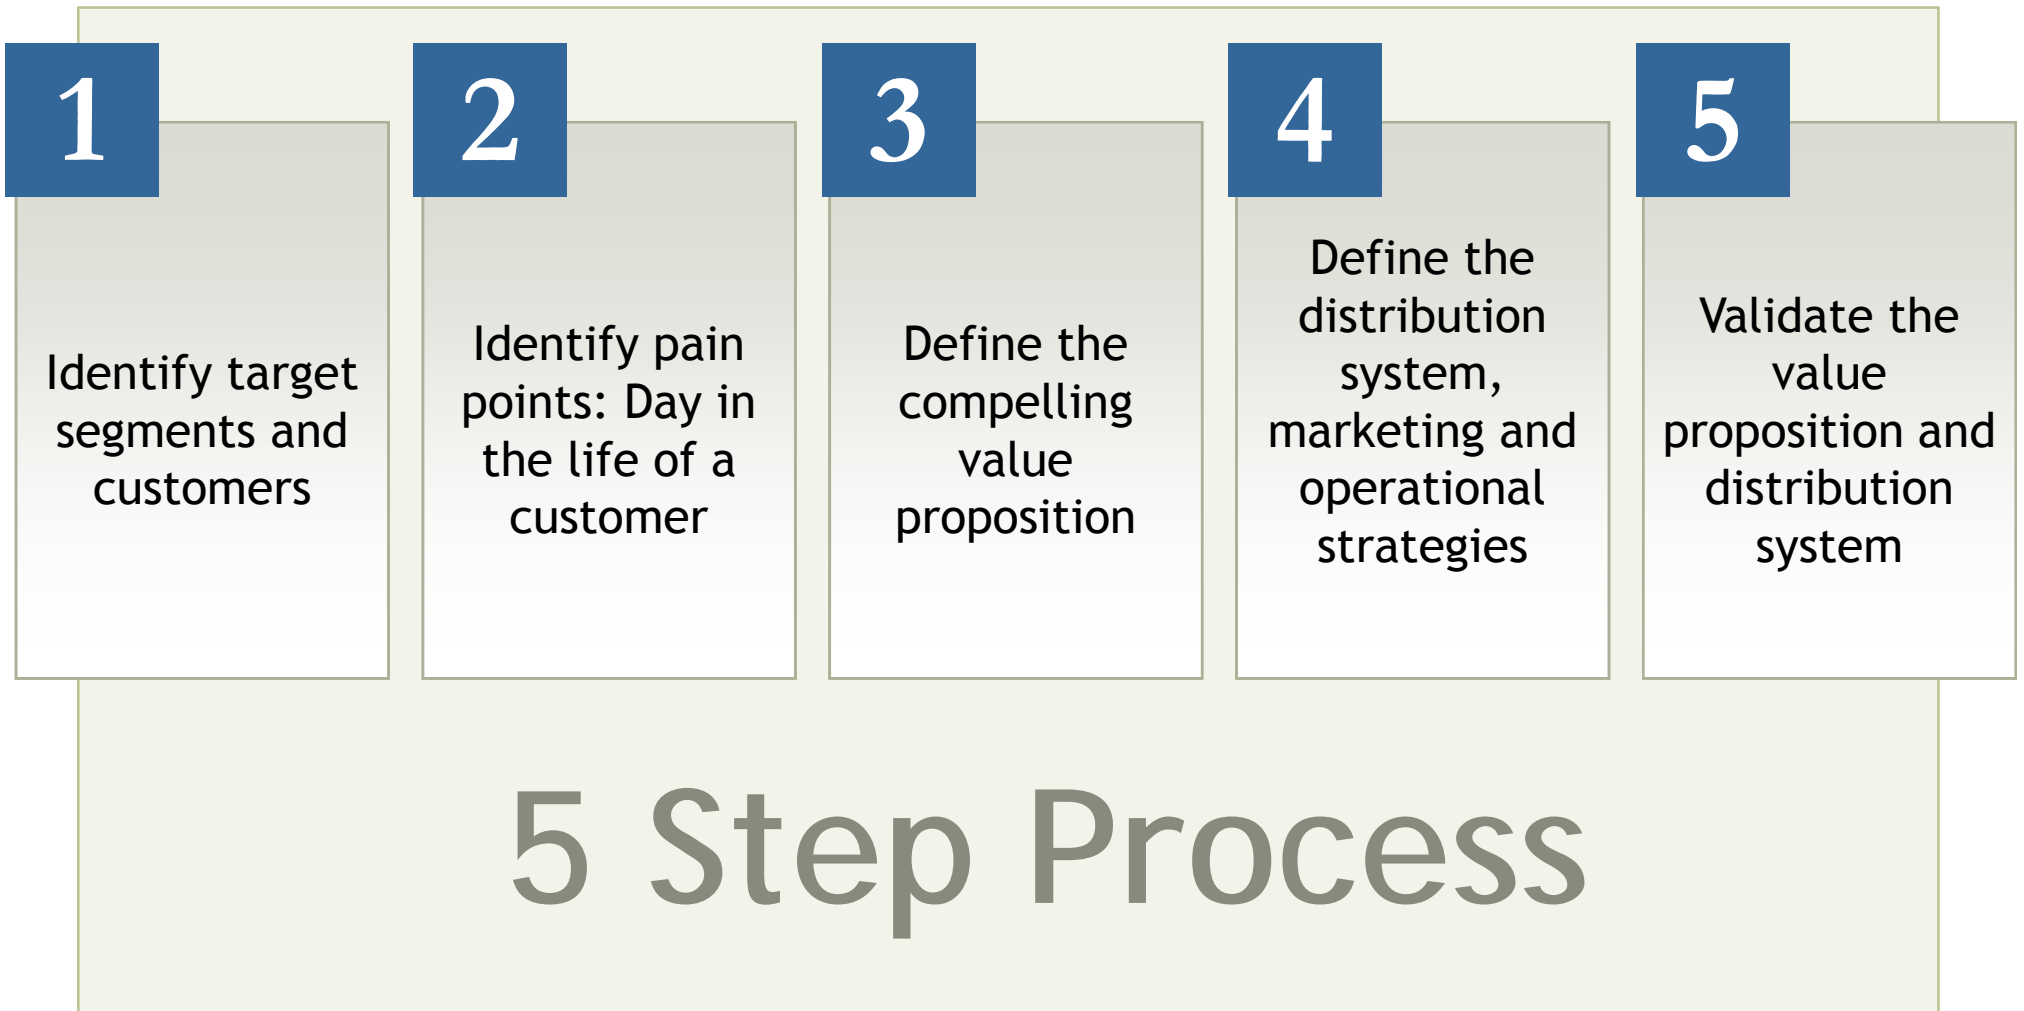 1
Identify target
segments and
customers
2
Identify pain
points: Day in
the life of a
customer
3
Define the
compelling
value
proposition
4
Define the
distribution
system,
marketing and
operational
strategies
5
Validate the
value
proposition and
distribution
system
5 Step Process